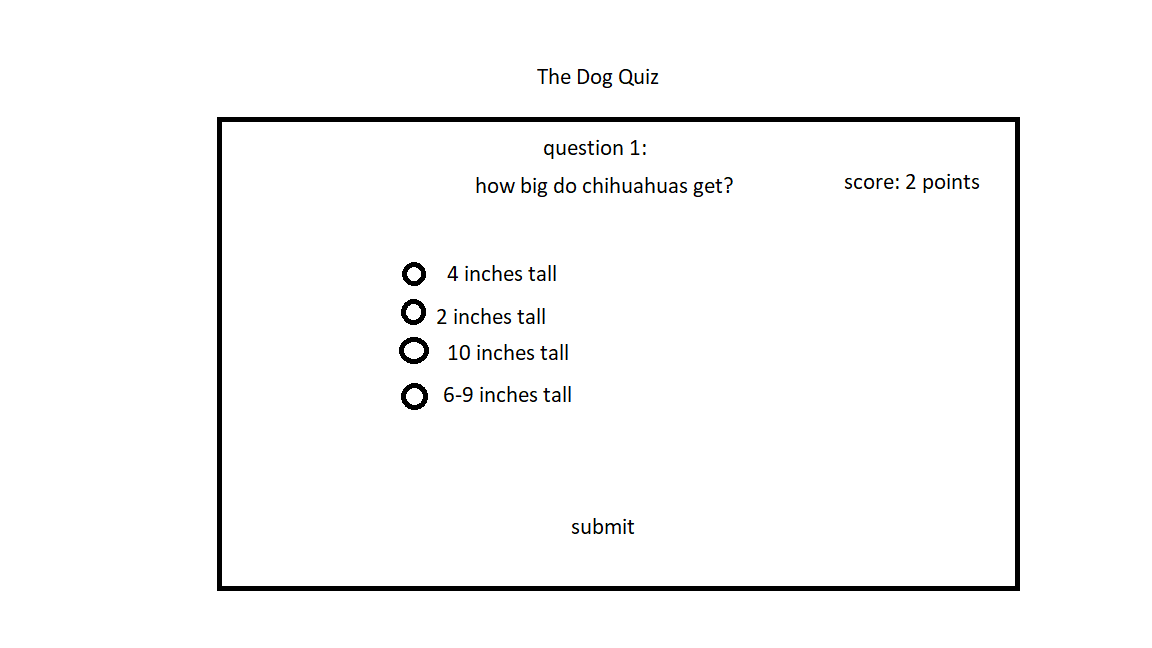 The Dog Quiz
question 1:
how big do chihuahuas get?
score: 2 points
4 inches tall
2 inches tall
10 inches tall
6-9 inches tall
submit